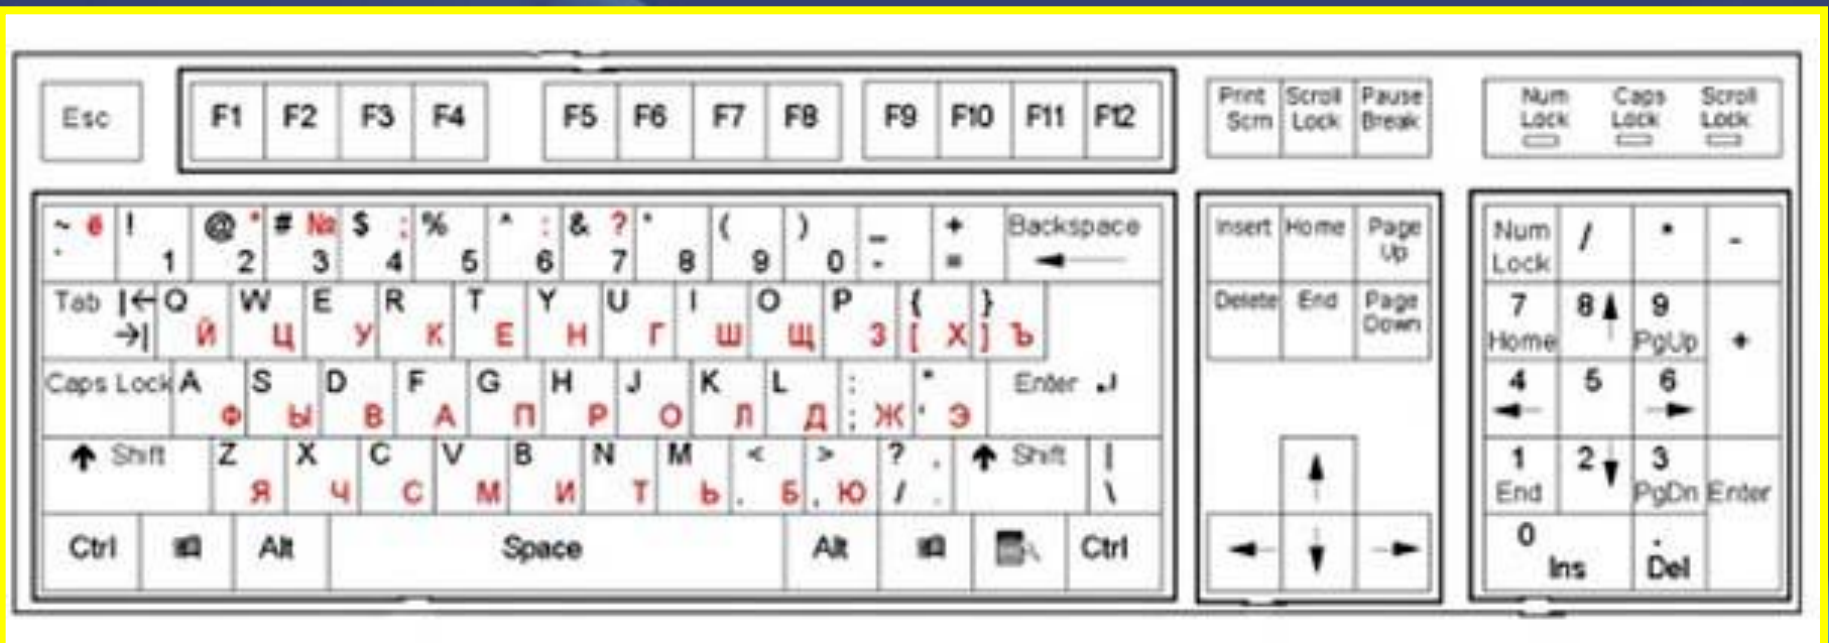 Esc F1 F2 F3 F4 F5 F6 F7 F8 F9 F10 F11 F12 Print Scrn Scroll Lock Pause Break Num Lock Caps Lock Scroll Lock
~ ё ` ! 1 @ " 2 # № 3 $ ; 4 % 5 ^ : 6 & ? 7 * 8 ( 9 ) 0 _ - + = Backspace Insert Home Page Up Num Lock / * -
Tab Q Й W Ц E У R К T Е Y Н U Г I Ш O Щ P З { [ Х } ] Ъ Delete End Page Down 7 Home 8 9 PgUp +
Caps Lock A Ф S Ы D В F А G П H Р J О K Л L Д : ; Ж " ' Э Enter 4 5 6
Shift Z Я X Ч C С V М B И N Т M Ь < , Б > . Ю ? / , . Shift | \ 1 End 2 3 PgDn Enter
Ctrl Alt Space Alt Ctrl 0 Ins . Del